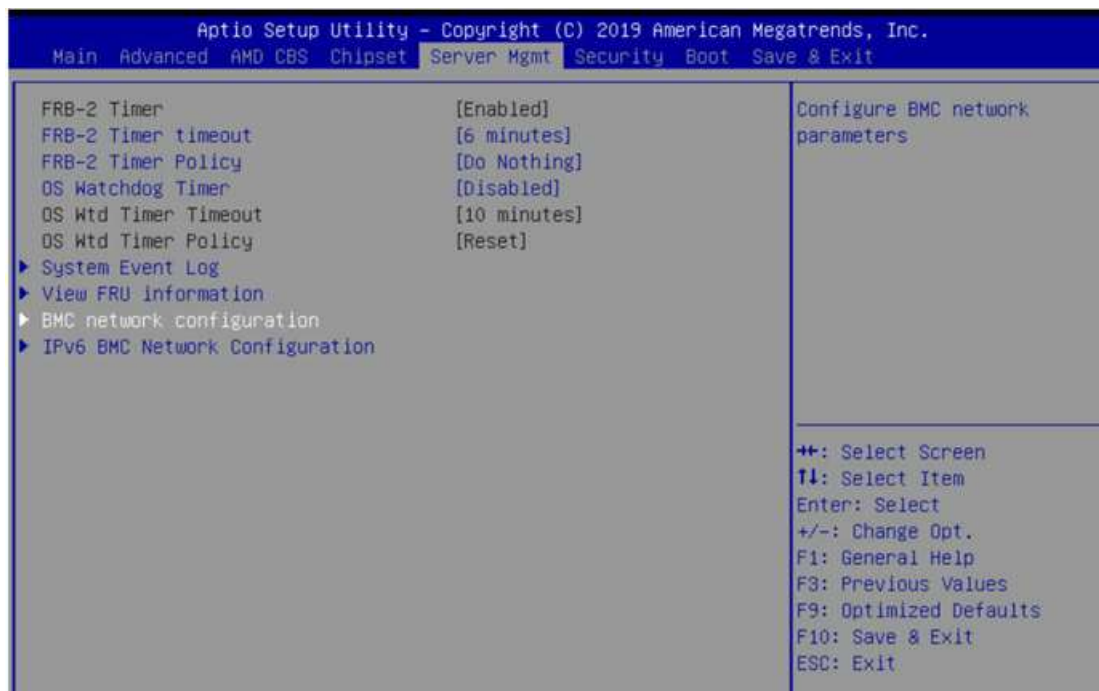 Aptio Setup Utility – Copyright (C) 2019 American Megatrends, Inc.
Main Advanced AMD CBS Chipset Server Mgmt Security Boot Save & Exit
FRB-2 Timer [Enabled]
FRB-2 Timer timeout [6 minutes]
FRB-2 Timer Policy [Do Nothing]
OS Watchdog Timer [Disabled]
OS Wtd Timer Timeout [10 minutes]
OS Wtd Timer Policy [Reset]
System Event Log
View FRU information
BMC network configuration
IPv6 BMC Network Configuration
Configure BMC network
parameters
→←: Select Screen
↑↓: Select Item
Enter: Select
+/-: Change Opt.
F1: General Help
F3: Previous Values
F9: Optimized Defaults
F10: Save & Exit
ESC: Exit